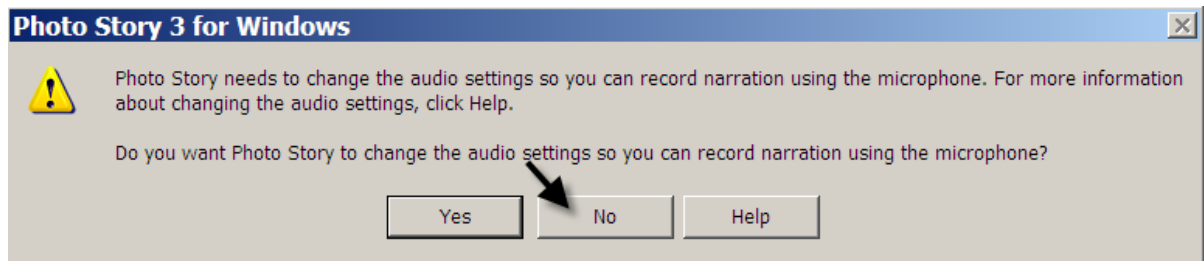 Photo Story 3 for Windows
Photo Story needs to change the audio settings so you can record narration using the microphone. For more information
about changing the audio settings, click Help.
Do you want Photo Story to change the audio settings so you can record narration using the microphone?
Yes No Help